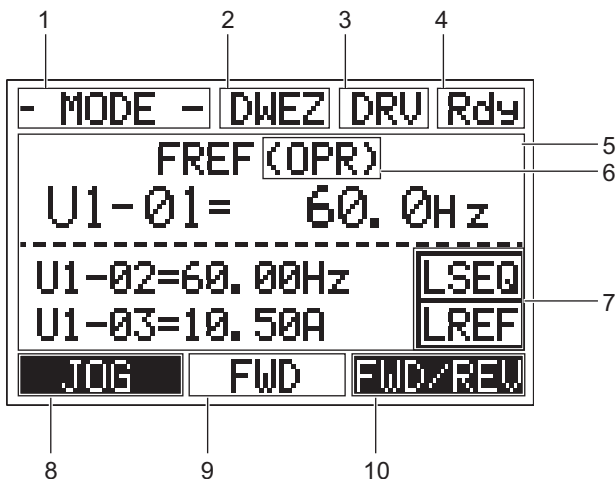 1 2 3 4
- MODE - DWEZ DRV Rdy
5
FREF (OPR)
6
U1-01= 60.0Hz
U1-02=60.00Hz LSEQ
7
U1-03=10.50A LREF
JOG FWD FWD/REV
8 9 10